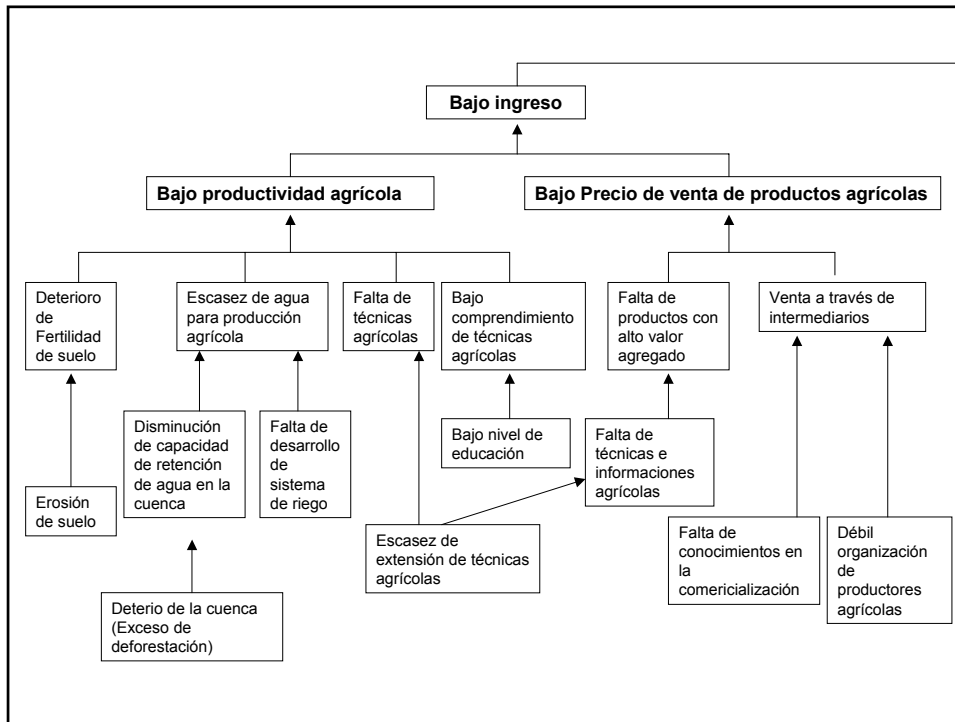 Bajo ingreso
Bajo productividad agrícola
Bajo Precio de venta de productos agrícolas
Deterioro
de
Fertilidad
de suelo
Escasez de agua
para producción
agrícola
Falta de
técnicas
agrícolas
Bajo
comprendimiento
de técnicas
agrícolas
Falta de
productos con
alto valor
agregado
Venta a través de
intermediarios
Disminución
de capacidad
de retención
de agua en la
cuenca
Falta de
desarrollo
de
sistema
de riego
Bajo nivel de
educación
Falta de
técnicas e
informaciones
agrícolas
Erosión
de suelo
Escasez de
extensión de técnicas
agrícolas
Falta de
conocimientos en
la
comericialización
Débil
organización
de
productores
agrícolas
Deterio de la cuenca
(Exceso de
deforestación)